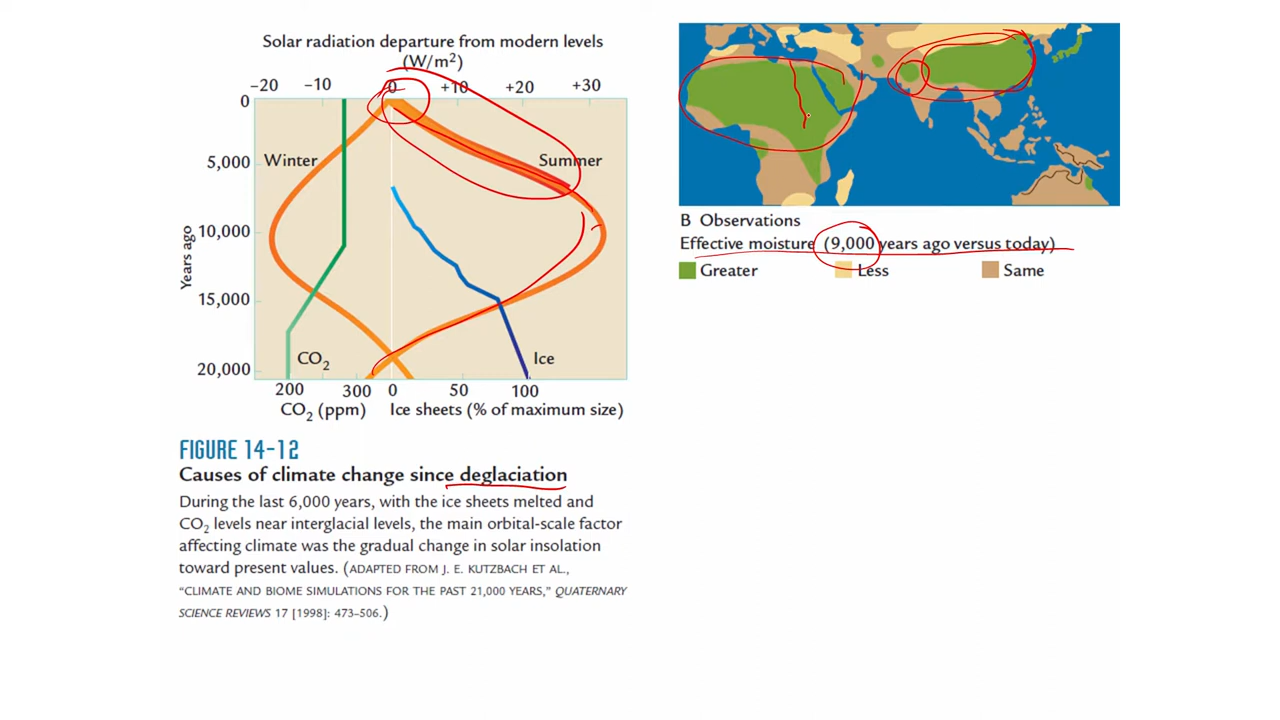 Solar radiation departure from modern levels
(W/m²)
–20 –10 0 +10 +20 +30
0
5,000
10,000
15,000
20,000
Years ago
Winter
Summer
CO₂
Ice
200 300 0 50 100
CO₂ (ppm) Ice sheets (% of maximum size)
FIGURE 14–12
Causes of climate change since deglaciation
During the last 6,000 years, with the ice sheets melted and
CO₂ levels near interglacial levels, the main orbital-scale factor
affecting climate was the gradual change in solar insolation
toward present values. (ADAPTED FROM J. E. KUTZBACH ET AL.,
"CLIMATE AND BIOME SIMULATIONS FOR THE PAST 21,000 YEARS," QUATERNARY
SCIENCE REVIEWS 17 [1998]: 473–506.)
B Observations
Effective moisture (9,000 years ago versus today)
Greater Less Same